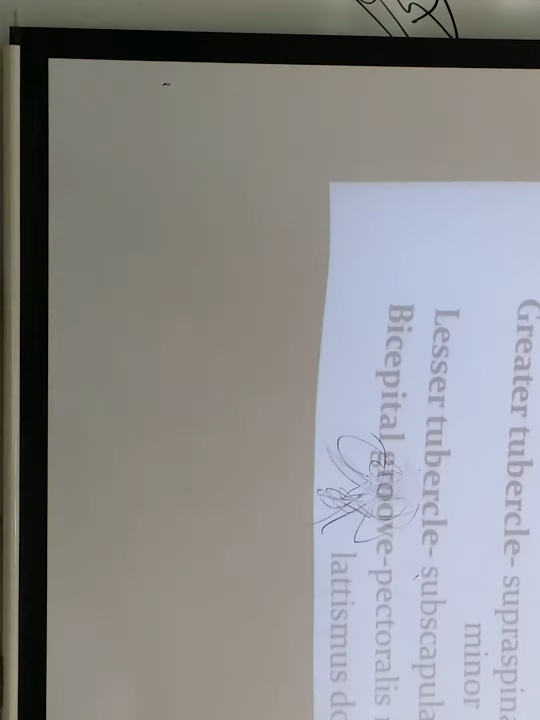 Greater tubercle- supraspina
minor
Lesser tubercle- subscapula
Bicepital groove-pectoralis
lattismus do